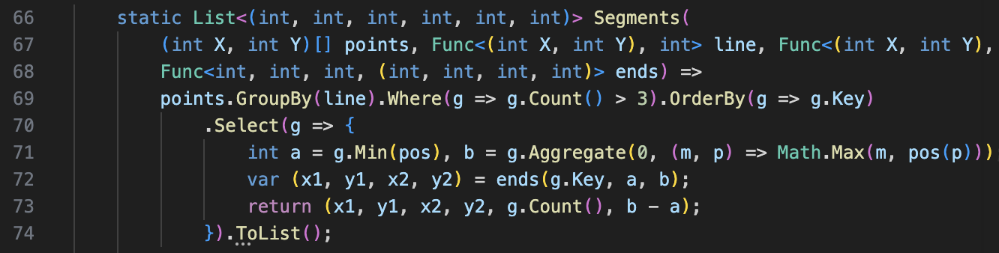 66 static List<(int, int, int, int, int, int)> Segments(
67 (int X, int Y)[] points, Func<(int X, int Y), int> line, Func<(int X, int Y),
68 Func<int, int, int, (int, int, int, int)> ends) =>
69 points.GroupBy(line).Where(g => g.Count() > 3).OrderBy(g => g.Key)
70 .Select(g => {
71 int a = g.Min(pos), b = g.Aggregate(0, (m, p) => Math.Max(m, pos(p)))
72 var (x1, y1, x2, y2) = ends(g.Key, a, b);
73 return (x1, y1, x2, y2, g.Count(), b - a);
74 }).ToList();